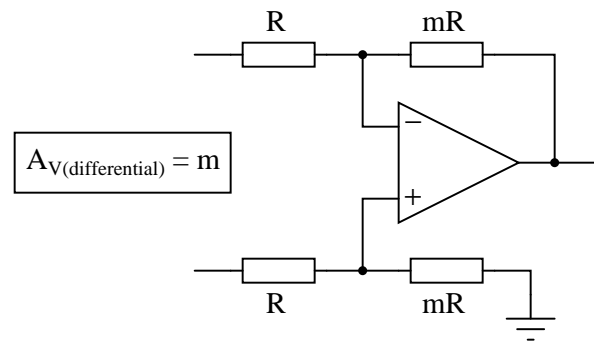 R
mR
−
A_V(differential) = m
+
R
mR